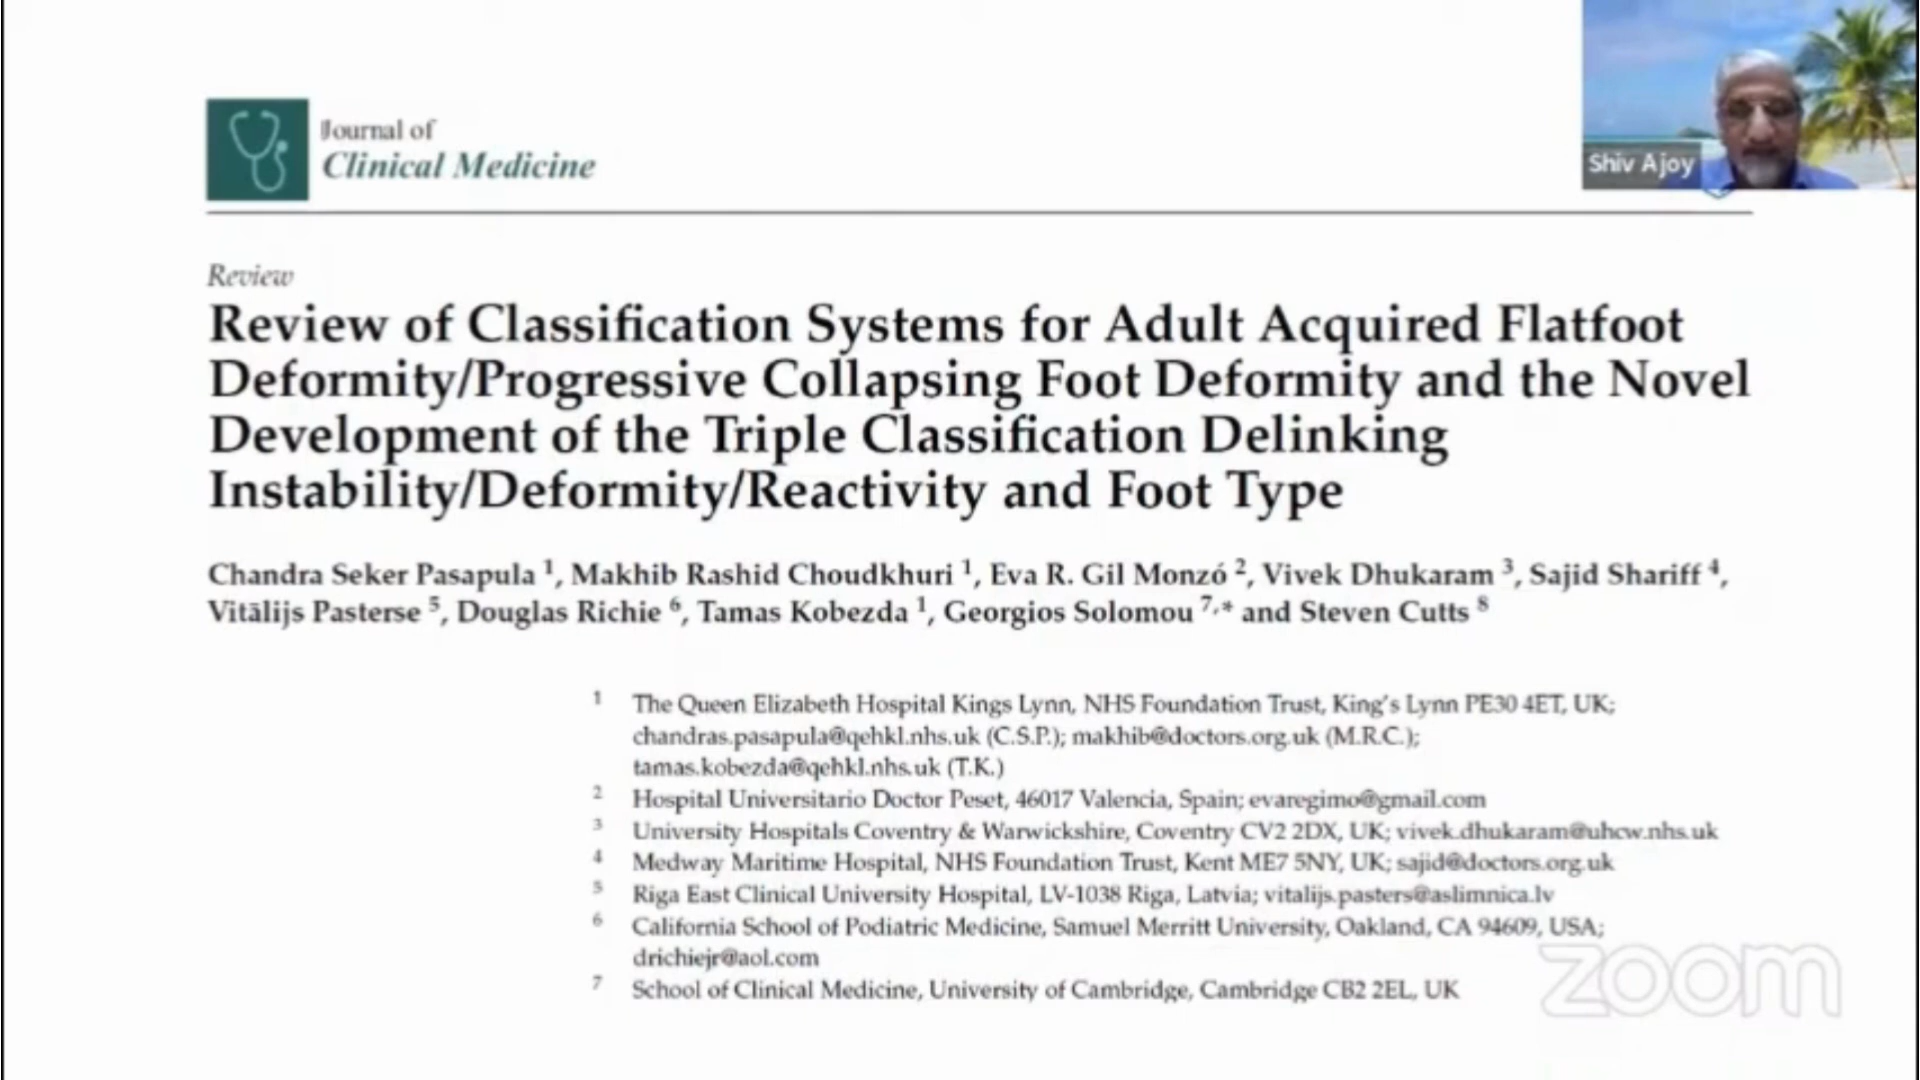 Journal of
Clinical Medicine
Shiv Ajoy
Review
Review of Classification Systems for Adult Acquired Flatfoot
Deformity/Progressive Collapsing Foot Deformity and the Novel
Development of the Triple Classification Delinking
Instability/Deformity/Reactivity and Foot Type
Chandra Seker Pasapula 1, Makhib Rashid Choudkhuri 1, Eva R. Gil Monzó 2, Vivek Dhukaram 3, Sajid Shariff 4,
Vitālijs Pasterse 5, Douglas Richie 6, Tamas Kobezda 1, Georgios Solomou 7,* and Steven Cutts 8
1 The Queen Elizabeth Hospital Kings Lynn, NHS Foundation Trust, King's Lynn PE30 4ET, UK;
chandras.pasapula@qehkl.nhs.uk (C.S.P.); makhib@doctors.org.uk (M.R.C.);
tamas.kobezda@qehkl.nhs.uk (T.K.)
2 Hospital Universitario Doctor Peset, 46017 Valencia, Spain; evaregimo@gmail.com
3 University Hospitals Coventry & Warwickshire, Coventry CV2 2DX, UK; vivek.dhukaram@uhcw.nhs.uk
4 Medway Maritime Hospital, NHS Foundation Trust, Kent ME7 5NY, UK; sajid@doctors.org.uk
5 Riga East Clinical University Hospital, LV-1038 Riga, Latvia; vitalijs.pasters@aslimnica.lv
6 California School of Podiatric Medicine, Samuel Merritt University, Oakland, CA 94609, USA;
drichiejr@aol.com
7 School of Clinical Medicine, University of Cambridge, Cambridge CB2 2EL, UK
zoom